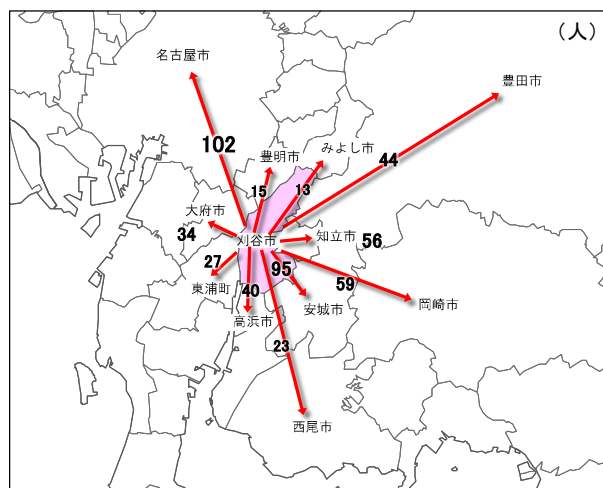 （人）
名古屋市
豊田市
102
豊明市
みよし市
44
15
13
大府市
34
刈谷市
知立市
56
27
95
東浦町
40
59
高浜市
安城市
岡崎市
23
西尾市